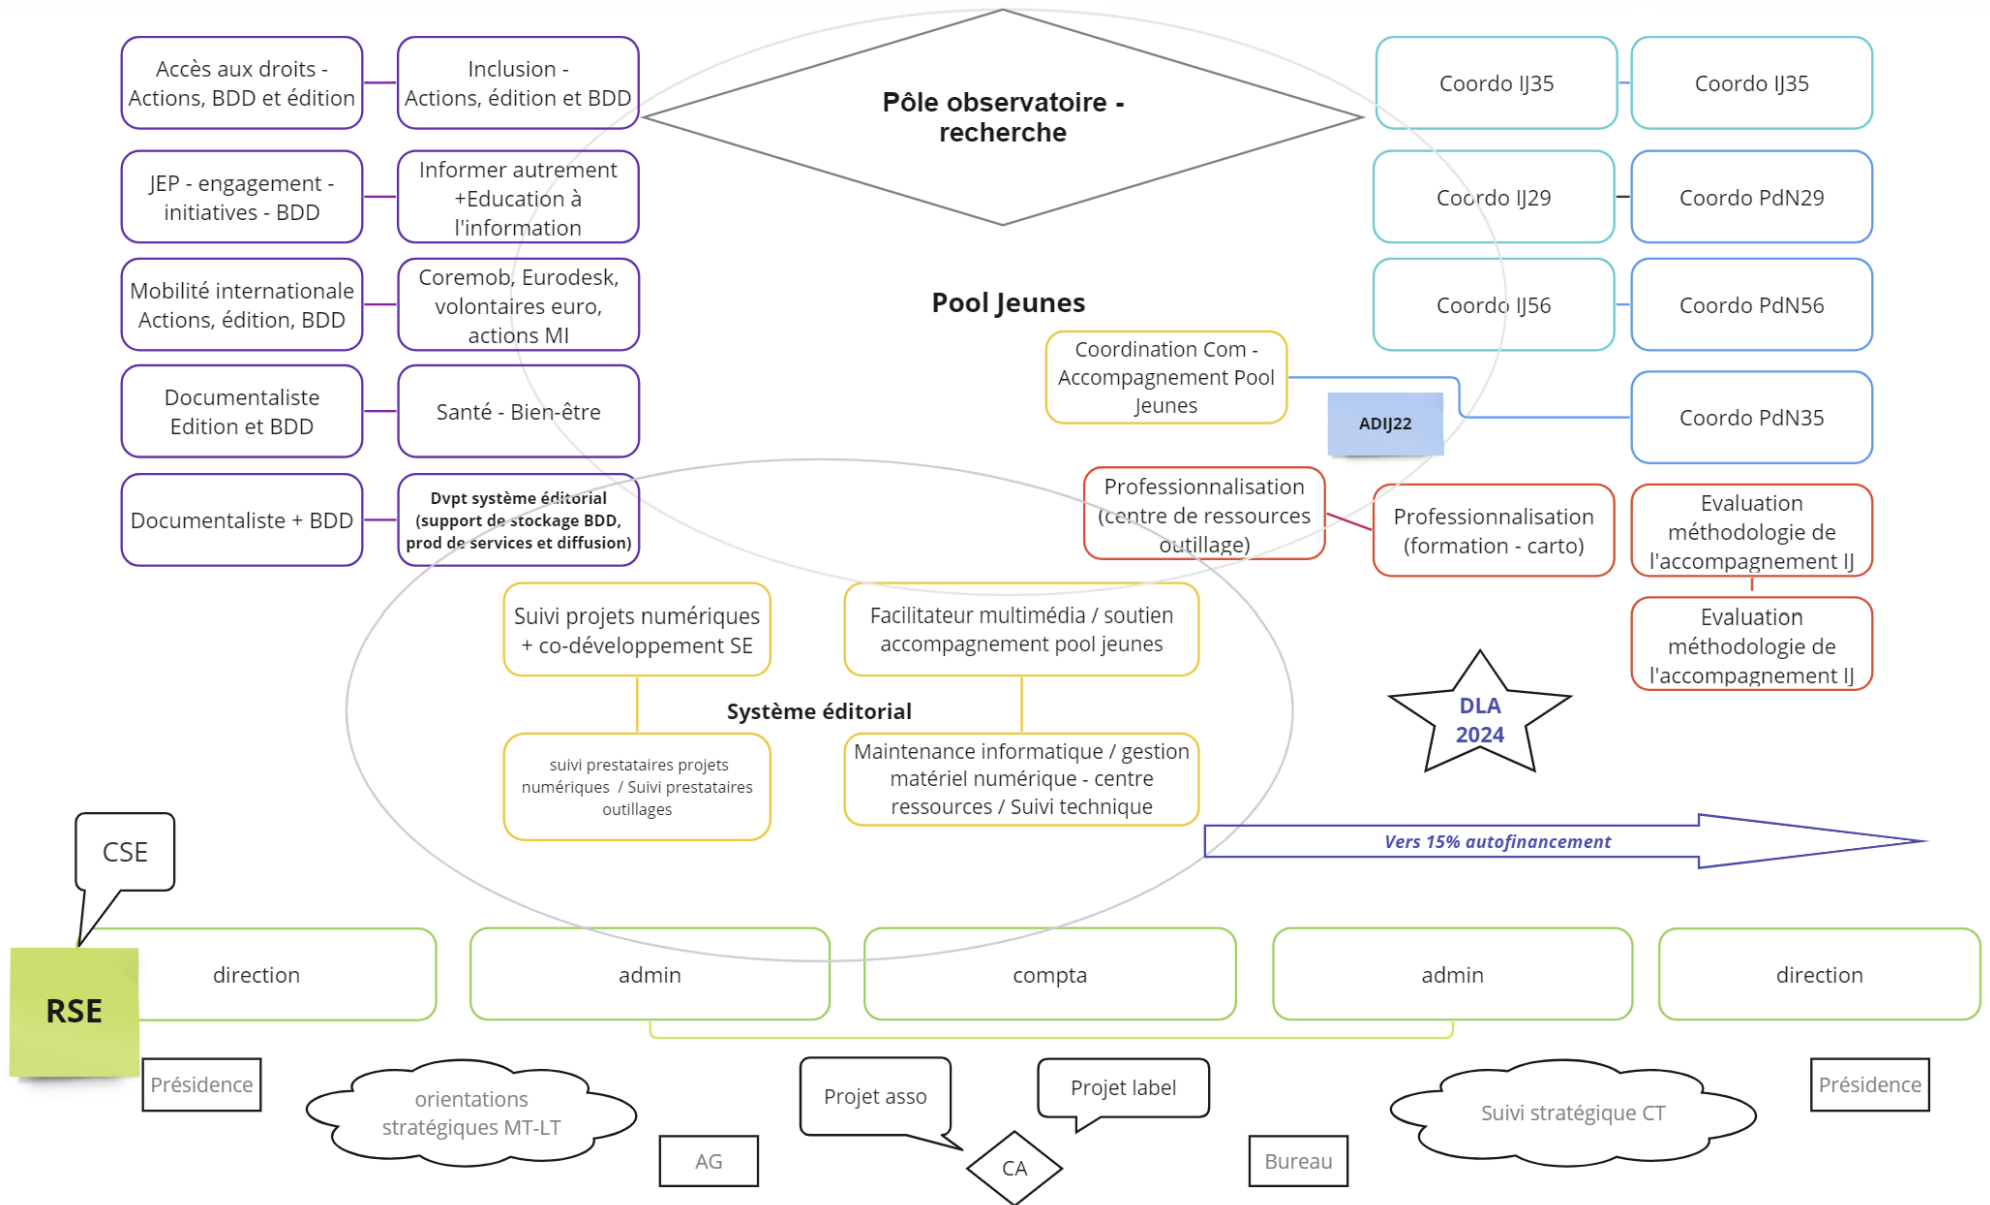 Accès aux droits -
Actions, BDD et édition
Inclusion -
Actions, édition et BDD
Pôle observatoire -
recherche
Coordo IJ35
Coordo IJ35
JEP - engagement -
initiatives - BDD
Informer autrement
+Education à
l'information
Coordo IJ29
Coordo PdN29
Mobilité internationale
Actions, édition, BDD
Coremob, Eurodesk,
volontaires euro,
actions MI
Pool Jeunes
Coordo IJ56
Coordo PdN56
Documentaliste
Edition et BDD
Santé - Bien-être
Coordination Com -
Accompagnement Pool
Jeunes
ADIJ22
Coordo PdN35
Documentaliste + BDD
Dvpt système éditorial
(support de stockage BDD,
prod de services et diffusion)
Professionnalisation
(centre de ressources
outillage)
Professionnalisation
(formation - carto)
Evaluation
méthodologie de
l'accompagnement IJ
Suivi projets numériques
+ co-développement SE
Facilitateur multimédia / soutien
accompagnement pool jeunes
Evaluation
méthodologie de
l'accompagnement IJ
Système éditorial
DLA
2024
suivi prestataires projets
numériques / Suivi prestataires
outillages
Maintenance informatique / gestion
matériel numérique - centre
ressources / Suivi technique
Vers 15% autofinancement
CSE
RSE
direction
admin
compta
admin
direction
Présidence
orientations
stratégiques MT-LT
Projet asso
Projet label
Suivi stratégique CT
Présidence
AG
CA
Bureau